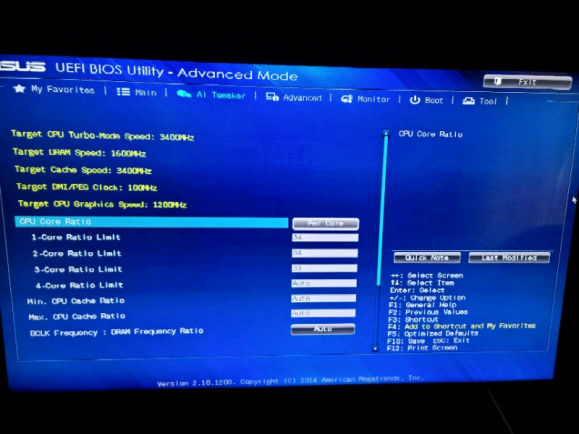 ASUS UEFI BIOS Utility - Advanced Mode
Exit
My Favorites | Main | Ai Tweaker | Advanced | Monitor | Boot | Tool |
Target CPU Turbo-Mode Speed: 3400MHz
Target DRAM Speed: 1600MHz
Target Cache Speed: 3400MHz
Target DMI/PEG Clock: 100MHz
Target CPU Graphics Speed: 1200MHz
CPU Core Ratio Per Core
1-Core Ratio Limit 34
2-Core Ratio Limit 34
3-Core Ratio Limit 33
4-Core Ratio Limit Auto
Min. CPU Cache Ratio Auto
Max. CPU Cache Ratio Auto
BCLK Frequency : DRAM Frequency Ratio Auto
CPU Core Ratio
Quick Note Last Modified
→←: Select Screen
↑↓: Select Item
Enter: Select
+/-: Change Option
F1: General Help
F2: Previous Values
F3: Shortcut
F4: Add to Shortcut and My Favorites
F5: Optimized Defaults
F10: Save ESC: Exit
F12: Print Screen
Version 2.10.1200. Copyright (C) 2014 American Megatrends, Inc.